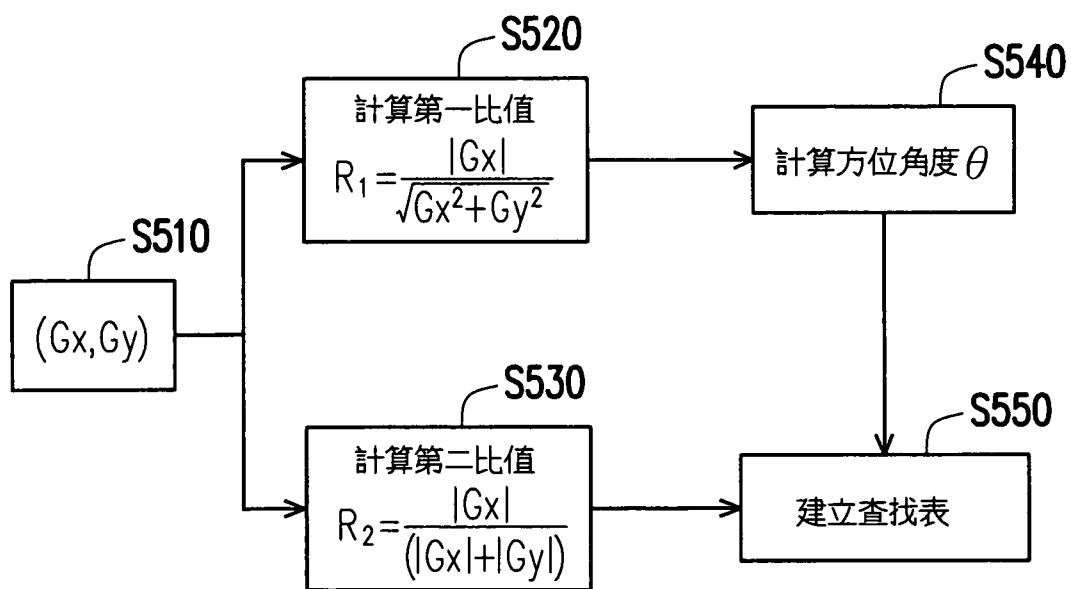 S510
(Gx,Gy)
S520
計算第一比值
R₁=|Gx|/√(Gx²+Gy²)
S530
計算第二比值
R₂=|Gx|/(|Gx|+|Gy|)
S540
計算方位角度θ
S550
建立查找表